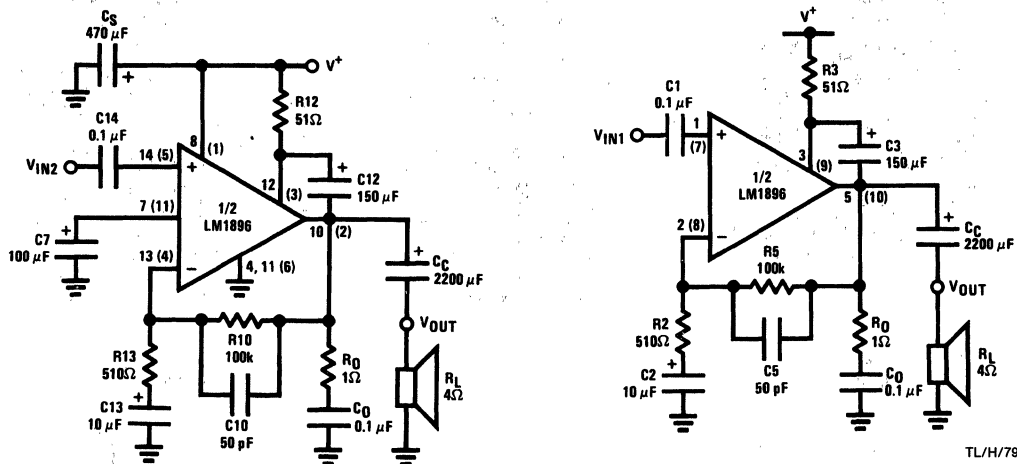 CS
470 μF
V+
R12
51Ω
C14
0.1 μF
8
(1)
VIN2
14 (5)
+
12
(3)
+
C12
150 μF
1/2
LM1896
7 (11)
+
C7
100 μF
10
(2)
13 (4)
−
4, 11 (6)
+
CC
2200 μF
VOUT
R10
100k
R13
510Ω
RO
1Ω
RL
4Ω
+
C13
10 μF
C10
50 pF
CO
0.1 μF
+
V+
R3
51Ω
C1
0.1 μF
VIN1
1
(7)
+
3
(9)
+
C3
150 μF
1/2
LM1896
5
(10)
2 (8)
−
+
CC
2200 μF
VOUT
R5
100k
R2
510Ω
RO
1Ω
RL
4Ω
+
C2
10 μF
C5
50 pF
CO
0.1 μF
TL/H/79